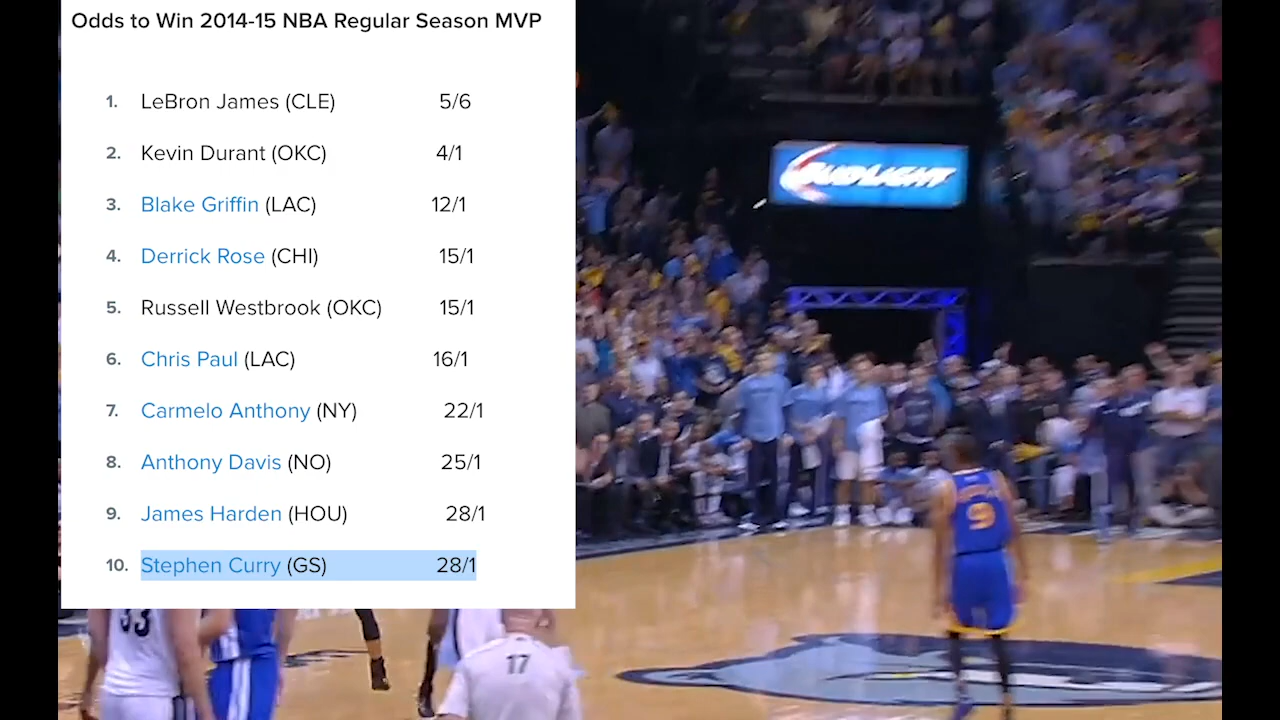 Odds to Win 2014-15 NBA Regular Season MVP
1. LeBron James (CLE) 5/6
2. Kevin Durant (OKC) 4/1
3. Blake Griffin (LAC) 12/1
4. Derrick Rose (CHI) 15/1
5. Russell Westbrook (OKC) 15/1
6. Chris Paul (LAC) 16/1
7. Carmelo Anthony (NY) 22/1
8. Anthony Davis (NO) 25/1
9. James Harden (HOU) 28/1
10. Stephen Curry (GS) 28/1
BUD LIGHT
9
33
17